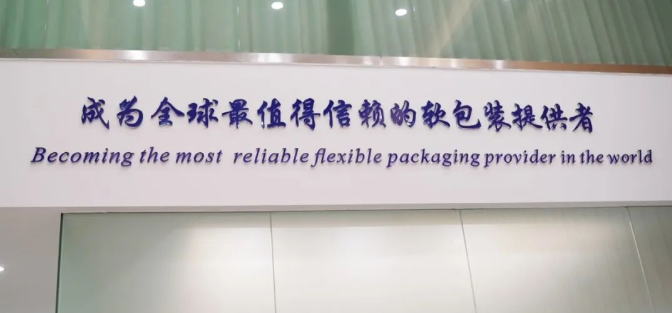 成为全球最值得信赖的软包装提供者
Becoming the most reliable flexible packaging provider in the world